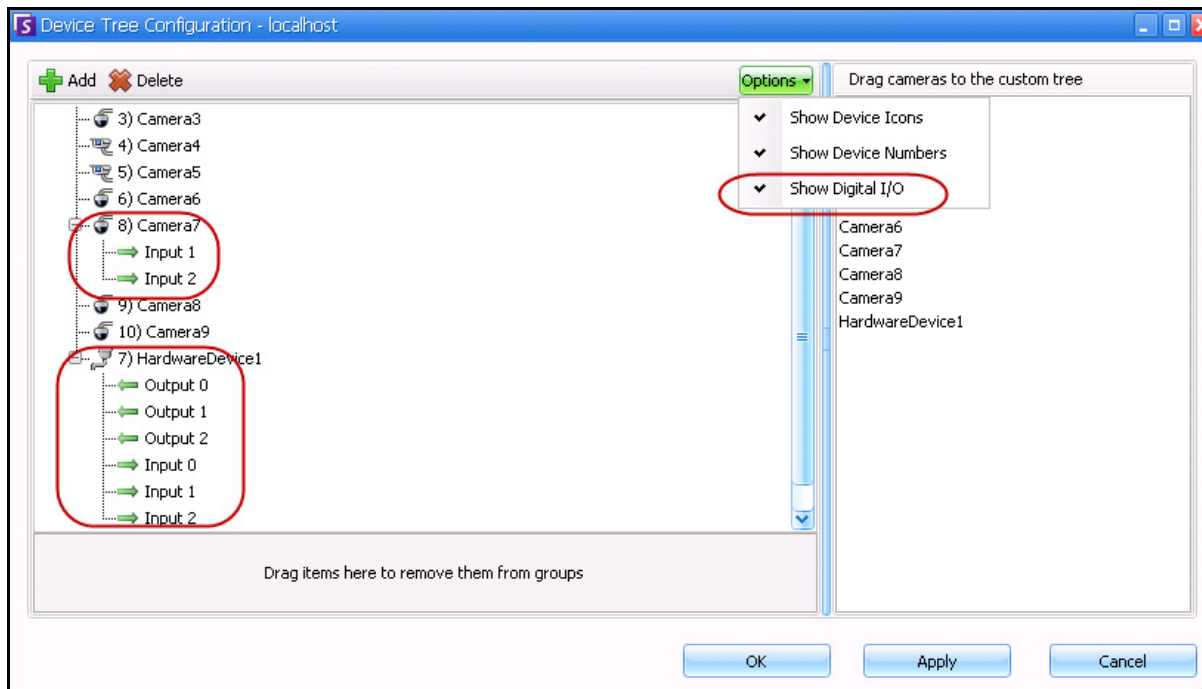 Device Tree Configuration - localhost
Add Delete Options Drag cameras to the custom tree
Show Device Icons
Show Device Numbers
Show Digital I/O
3) Camera3
4) Camera4
5) Camera5
6) Camera6
8) Camera7
Input 1
Input 2
9) Camera8
10) Camera9
7) HardwareDevice1
Output 0
Output 1
Output 2
Input 0
Input 1
Input 2
Camera6
Camera7
Camera8
Camera9
HardwareDevice1
Drag items here to remove them from groups
OK Apply Cancel